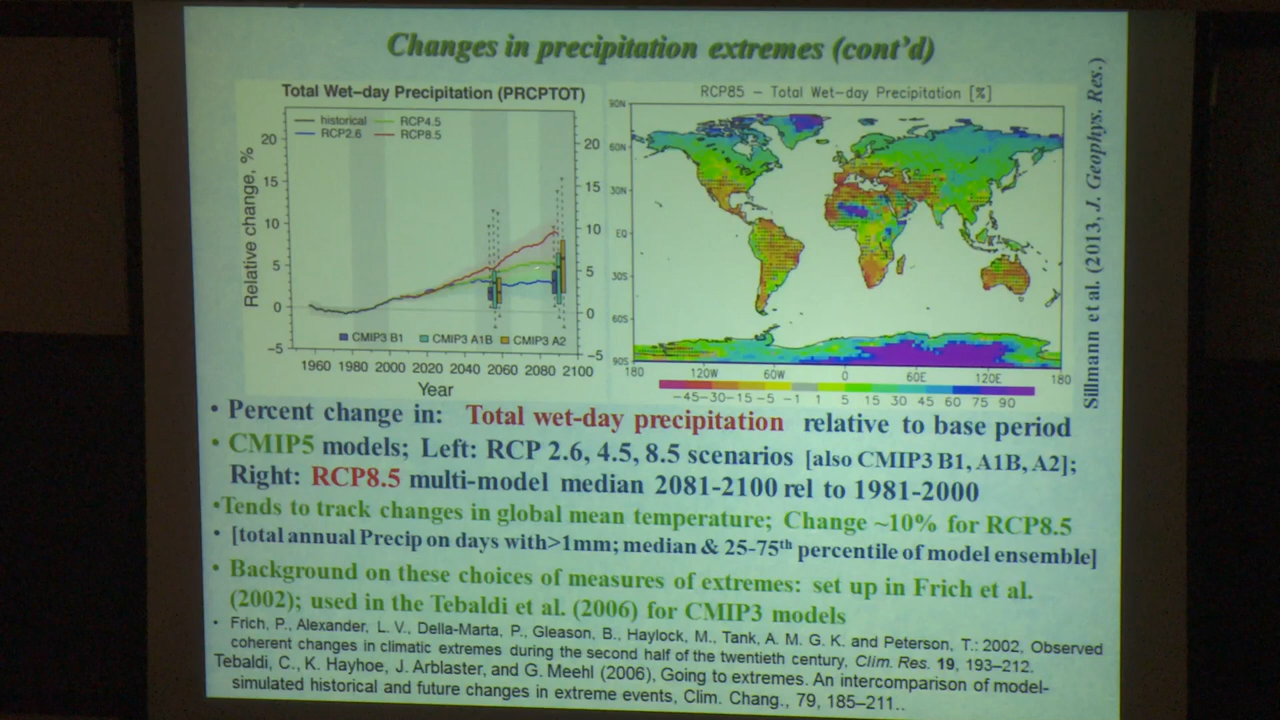 Changes in precipitation extremes (cont'd)
Total Wet–day Precipitation (PRCPTOT)
historical
RCP2.6
RCP4.5
RCP8.5
Relative change, %
20
15
10
5
0
−5
20
15
10
5
0
−5
CMIP3 B1
CMIP3 A1B
CMIP3 A2
1960 1980 2000 2020 2040 2060 2080 2100
Year
RCP85 − Total Wet−day Precipitation [%]
90N
60N
30N
EQ
30S
60S
90S
180 120W 60W 0 60E 120E 180
−45−30−15 −5 −1 1 5 15 30 45 60 75 90
Sillmann et al. (2013, J. Geophys. Res.)
• Percent change in: Total wet-day precipitation relative to base period
• CMIP5 models; Left: RCP 2.6, 4.5, 8.5 scenarios [also CMIP3 B1, A1B, A2];
Right: RCP8.5 multi-model median 2081-2100 rel to 1981-2000
•Tends to track changes in global mean temperature; Change ~10% for RCP8.5
• [total annual Precip on days with>1mm; median & 25-75th percentile of model ensemble]
• Background on these choices of measures of extremes: set up in Frich et al.
(2002); used in the Tebaldi et al. (2006) for CMIP3 models
• Frich, P., Alexander, L. V., Della-Marta, P., Gleason, B., Haylock, M., Tank, A. M. G. K. and Peterson, T.: 2002, Observed
coherent changes in climatic extremes during the second half of the twentieth century, Clim. Res. 19, 193–212.
Tebaldi, C., K. Hayhoe, J. Arblaster, and G. Meehl (2006), Going to extremes. An intercomparison of model-
simulated historical and future changes in extreme events, Clim. Chang., 79, 185–211..